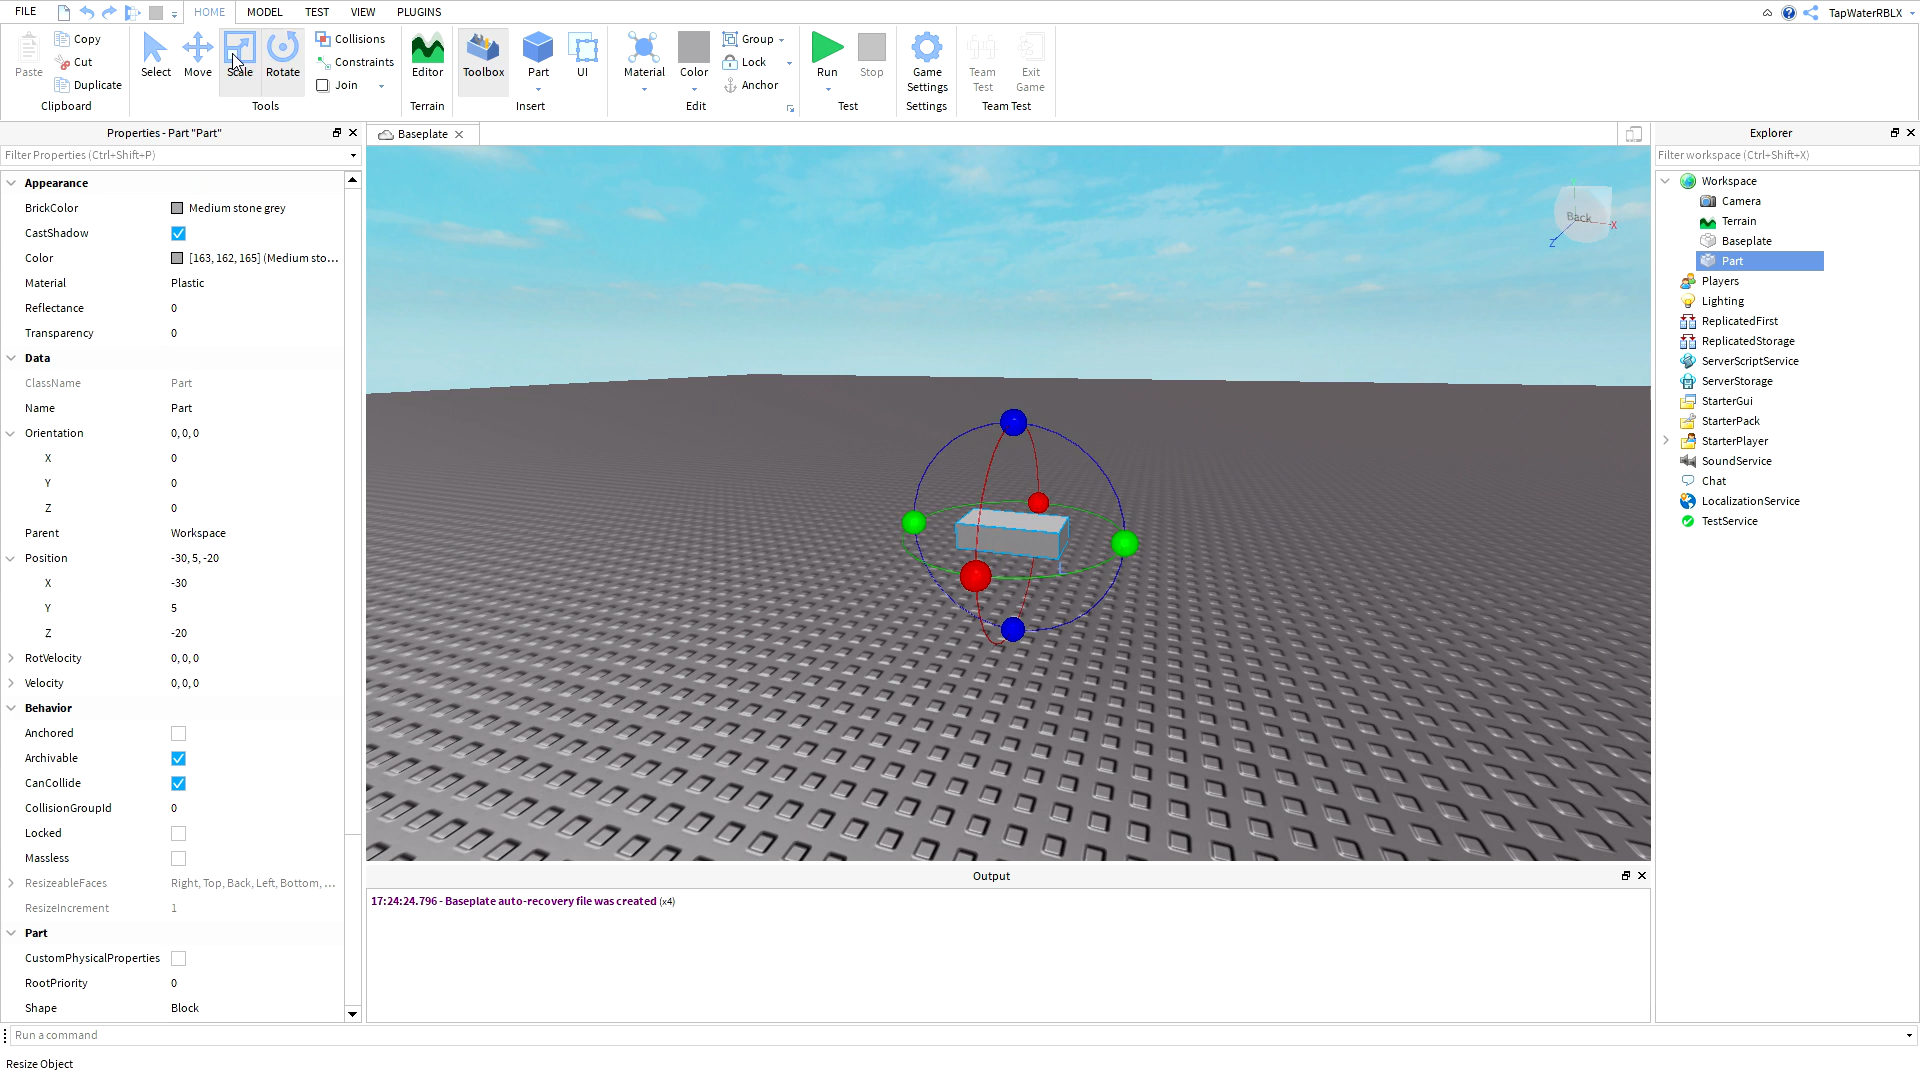 FILE HOME MODEL TEST VIEW PLUGINS TapWaterRBLX
Paste Copy Cut Duplicate
Clipboard
Select Move Scale Rotate Collisions Constraints Join
Tools
Editor
Terrain
Toolbox Part UI
Insert
Material Color Group Lock Anchor
Edit
Run Stop
Test
Game Settings
Settings
Team Test Exit Game
Team Test
Properties - Part "Part"
Filter Properties (Ctrl+Shift+P)
Appearance
BrickColor Medium stone grey
CastShadow
Color [163, 162, 165] (Medium sto...
Material Plastic
Reflectance 0
Transparency 0
Data
ClassName Part
Name Part
Orientation 0, 0, 0
X 0
Y 0
Z 0
Parent Workspace
Position -30, 5, -20
X -30
Y 5
Z -20
RotVelocity 0, 0, 0
Velocity 0, 0, 0
Behavior
Anchored
Archivable
CanCollide
CollisionGroupId 0
Locked
Massless
ResizeableFaces Right, Top, Back, Left, Bottom, ...
ResizeIncrement 1
Part
CustomPhysicalProperties
RootPriority 0
Shape Block
Baseplate
Back
X
Z
Output
17:24:24.796 - Baseplate auto-recovery file was created (x4)
Explorer
Filter workspace (Ctrl+Shift+X)
Workspace
Camera
Terrain
Baseplate
Part
Players
Lighting
ReplicatedFirst
ReplicatedStorage
ServerScriptService
ServerStorage
StarterGui
StarterPack
StarterPlayer
SoundService
Chat
LocalizationService
TestService
Run a command
Resize Object